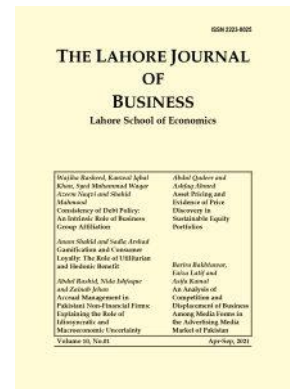 ISSN 2223-0025
THE LAHORE JOURNAL
OF
BUSINESS
Lahore School of Economics
Wajiha Rasheed, Kanwal Iqbal
Khan, Syed Muhammad Waqar
Azeem Naqvi and Shahid
Mahmood
Consistency of Debt Policy:
An Intrinsic Role of Business
Group Affiliation
Aman Shahid and Sadia Arshad
Gamification and Consumer
Loyalty: The Role of Utilitarian
and Hedonic Benefit
Abdul Rashid, Nida Ishfaque
and Zainab Jehan
Accrual Management in
Pakistani Non-Financial Firms:
Explaining the Role of
Idiosyncratic and
Macroeconomic Uncertainty
Abdul Qadeer and
Ashfaq Ahmed
Asset Pricing and
Evidence of Price
Discovery in
Sustainable Equity
Portfolios
Barira Bakhtawar,
Faiza Latif and
Asifa Kamal
An Analysis of
Competition and
Displacement of Business
Among Media Forms in
the Advertising Media
Market of Pakistan
Volume 10, No.01
Apr-Sep, 2021